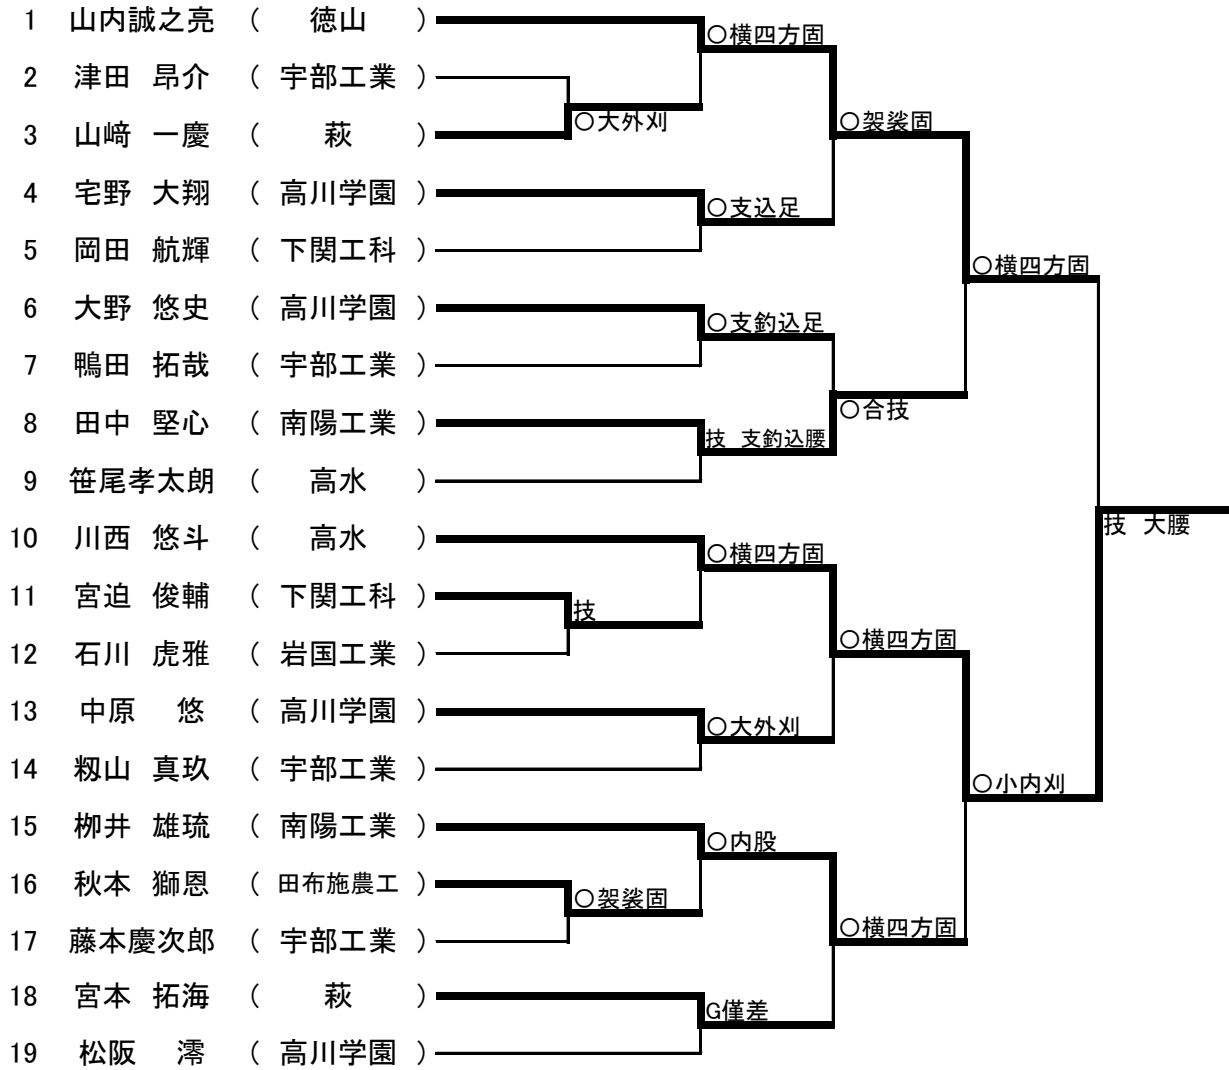 1 山内誠之亮 ( 徳山 )
○横四方固
2 津田 昂介 ( 宇部工業 )
○大外刈
3 山﨑 一慶 ( 萩 )
○袈裟固
4 宅野 大翔 ( 高川学園 )
○支込足
5 岡田 航輝 ( 下関工科 )
○横四方固
6 大野 悠史 ( 高川学園 )
○支釣込足
7 鴨田 拓哉 ( 宇部工業 )
○合技
8 田中 堅心 ( 南陽工業 )
技 支釣込腰
9 笹尾孝太朗 ( 高水 )
技 大腰
10 川西 悠斗 ( 高水 )
○横四方固
11 宮迫 俊輔 ( 下関工科 )
技
12 石川 虎雅 ( 岩国工業 )
○横四方固
13 中原 悠 ( 高川学園 )
○大外刈
14 籾山 真玖 ( 宇部工業 )
○小内刈
15 栁井 雄琉 ( 南陽工業 )
○内股
16 秋本 獅恩 ( 田布施農工 )
○袈裟固
17 藤本慶次郎 ( 宇部工業 )
○横四方固
18 宮本 拓海 ( 萩 )
G僅差
19 松阪 澪 ( 高川学園 )